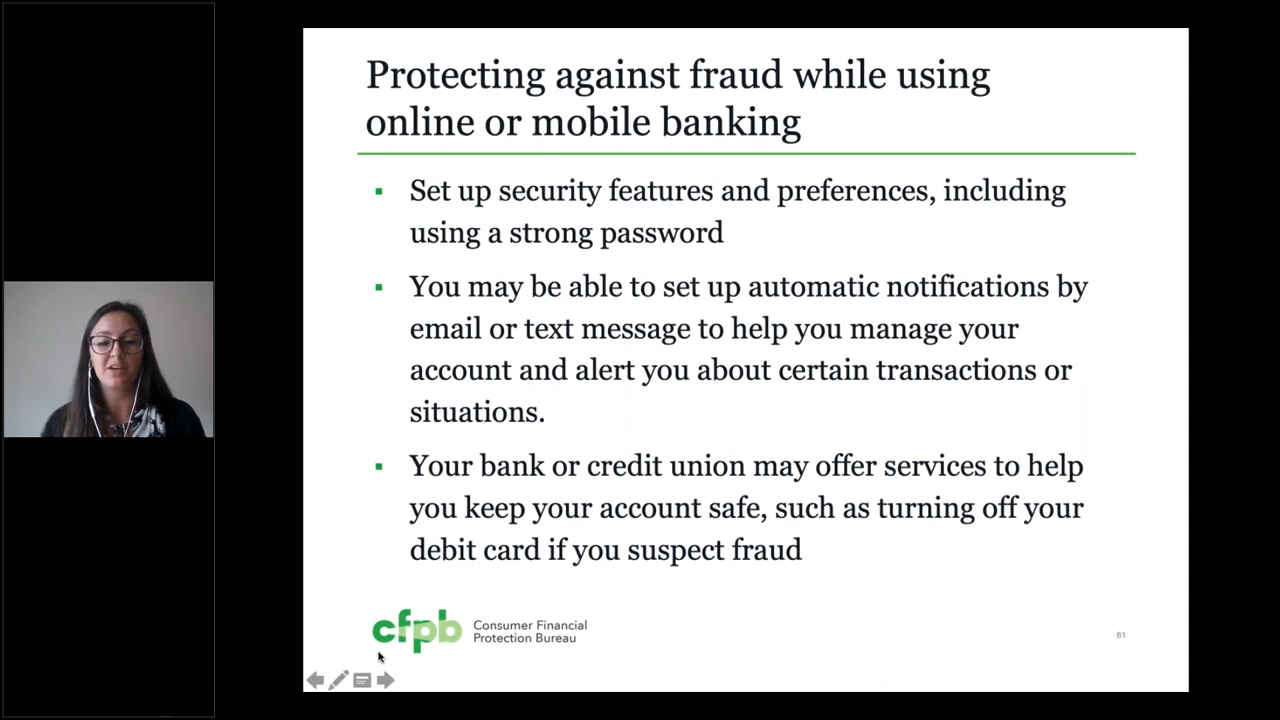 Protecting against fraud while using
online or mobile banking
▪ Set up security features and preferences, including
using a strong password
▪ You may be able to set up automatic notifications by
email or text message to help you manage your
account and alert you about certain transactions or
situations.
▪ Your bank or credit union may offer services to help
you keep your account safe, such as turning off your
debit card if you suspect fraud
cfpb
Consumer Financial
Protection Bureau
61